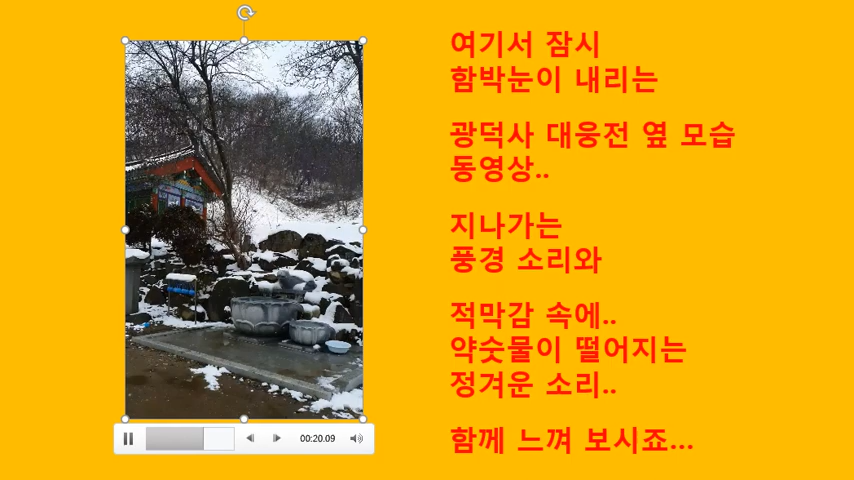 여기서 잠시
함박눈이 내리는
광덕사 대웅전 옆 모습
동영상..
지나가는
풍경 소리와
적막감 속에..
약숫물이 떨어지는
정겨운 소리..
함께 느껴 보시죠...
00:20.09